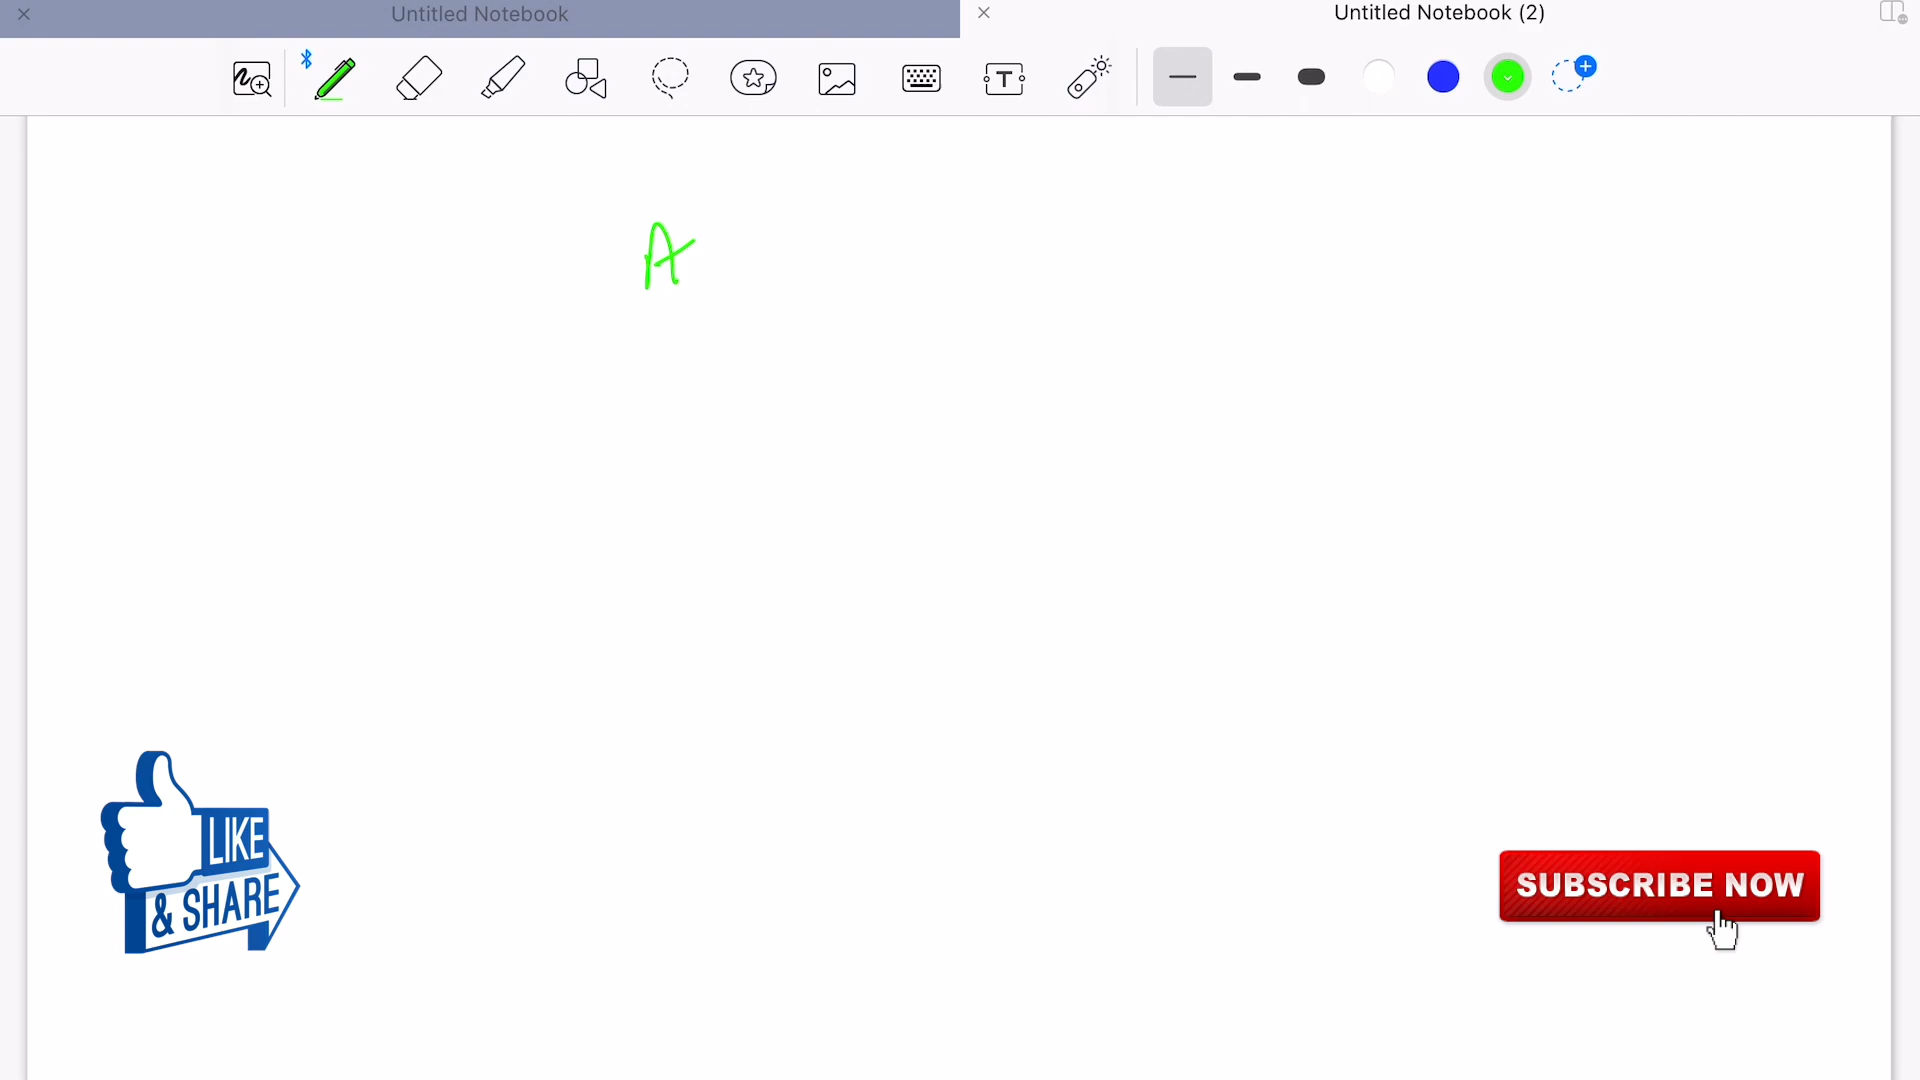 Untitled Notebook
Untitled Notebook (2)
T
A
LIKE
& SHARE
SUBSCRIBE NOW